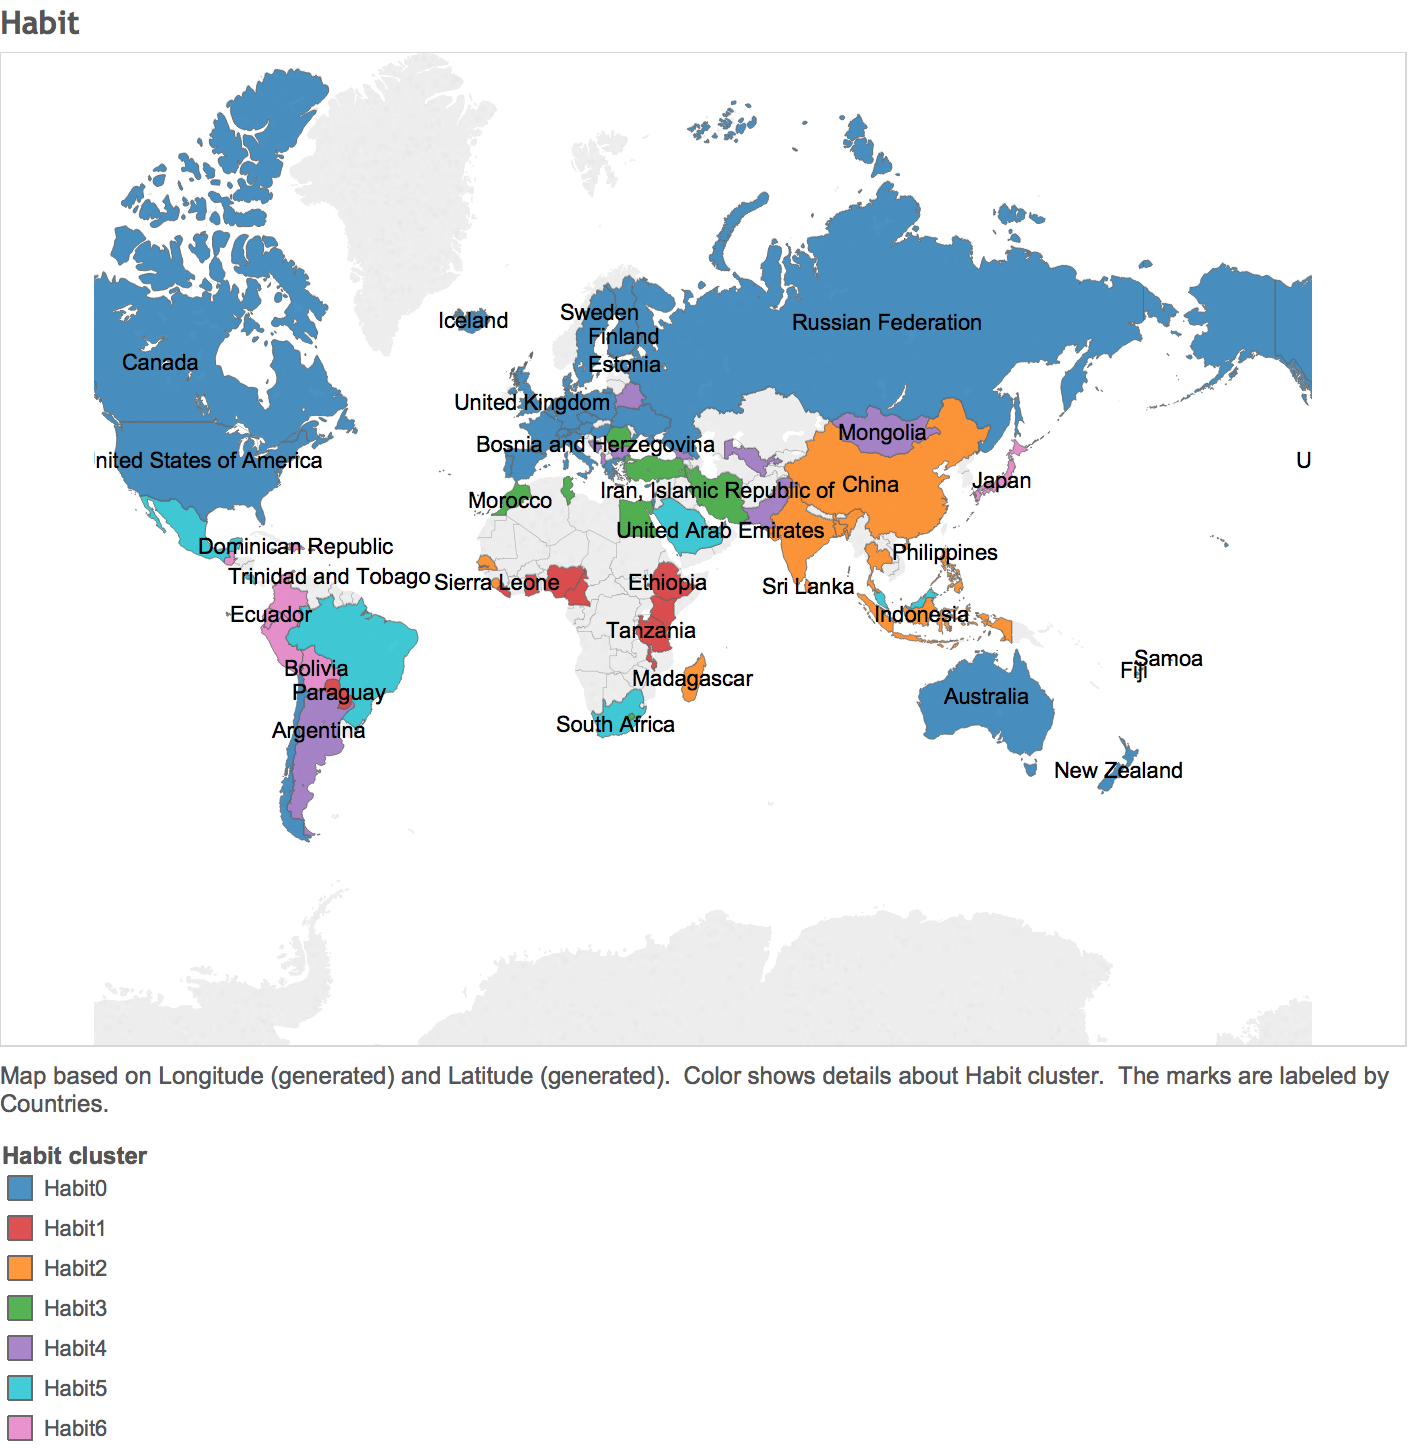 Habit
Iceland
Sweden
Finland
Russian Federation
Canada
Estonia
United Kingdom
Mongolia
Bosnia and Herzegovina
nited States of America
U
Japan
China
Iran, Islamic Republic of
Morocco
United Arab Emirates
Dominican Republic
Philippines
Trinidad and Tobago
Sierra Leone
Ethiopia
Sri Lanka
Ecuador
Indonesia
Tanzania
Samoa
Fiji
Bolivia
Madagascar
Paraguay
Australia
South Africa
Argentina
New Zealand
Map based on Longitude (generated) and Latitude (generated).  Color shows details about Habit cluster.  The marks are labeled by
Countries.
Habit cluster
Habit0
Habit1
Habit2
Habit3
Habit4
Habit5
Habit6